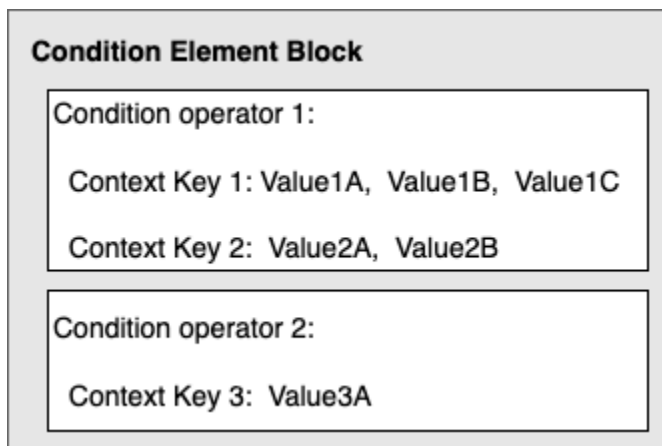 Condition Element Block
Condition operator 1:
Context Key 1: Value1A, Value1B, Value1C
Context Key 2: Value2A, Value2B
Condition operator 2:
Context Key 3: Value3A